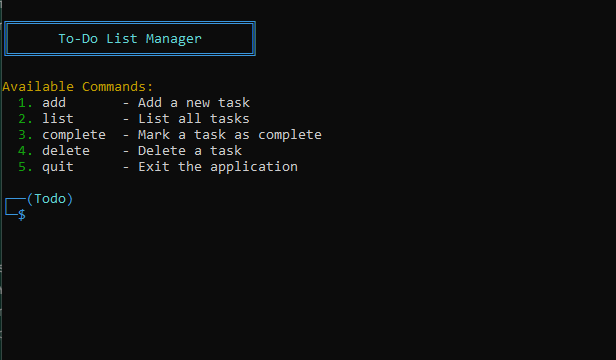 To-Do List Manager
Available Commands:
1. add - Add a new task
2. list - List all tasks
3. complete - Mark a task as complete
4. delete - Delete a task
5. quit - Exit the application
┌──(Todo)
└─$